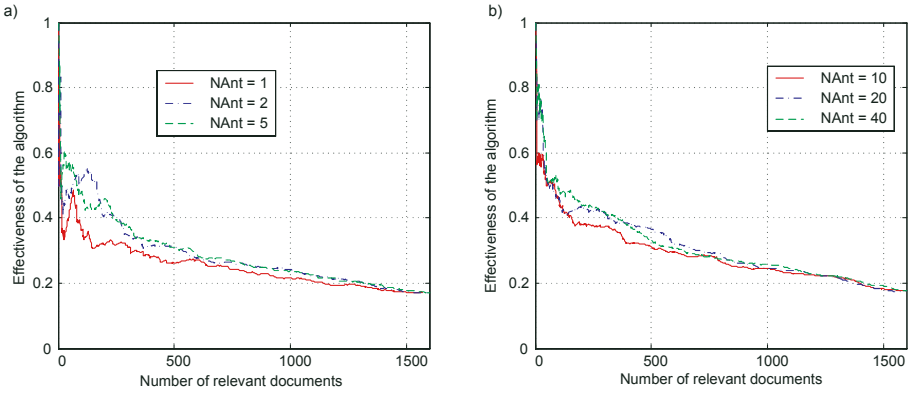 a)
Effectiveness of the algorithm
1
0.8
0.6
0.4
0.2
0
NAnt = 1
NAnt = 2
NAnt = 5
0 500 1000 1500
Number of relevant documents
b)
Effectiveness of the algorithm
1
0.8
0.6
0.4
0.2
0
NAnt = 10
NAnt = 20
NAnt = 40
0 500 1000 1500
Number of relevant documents